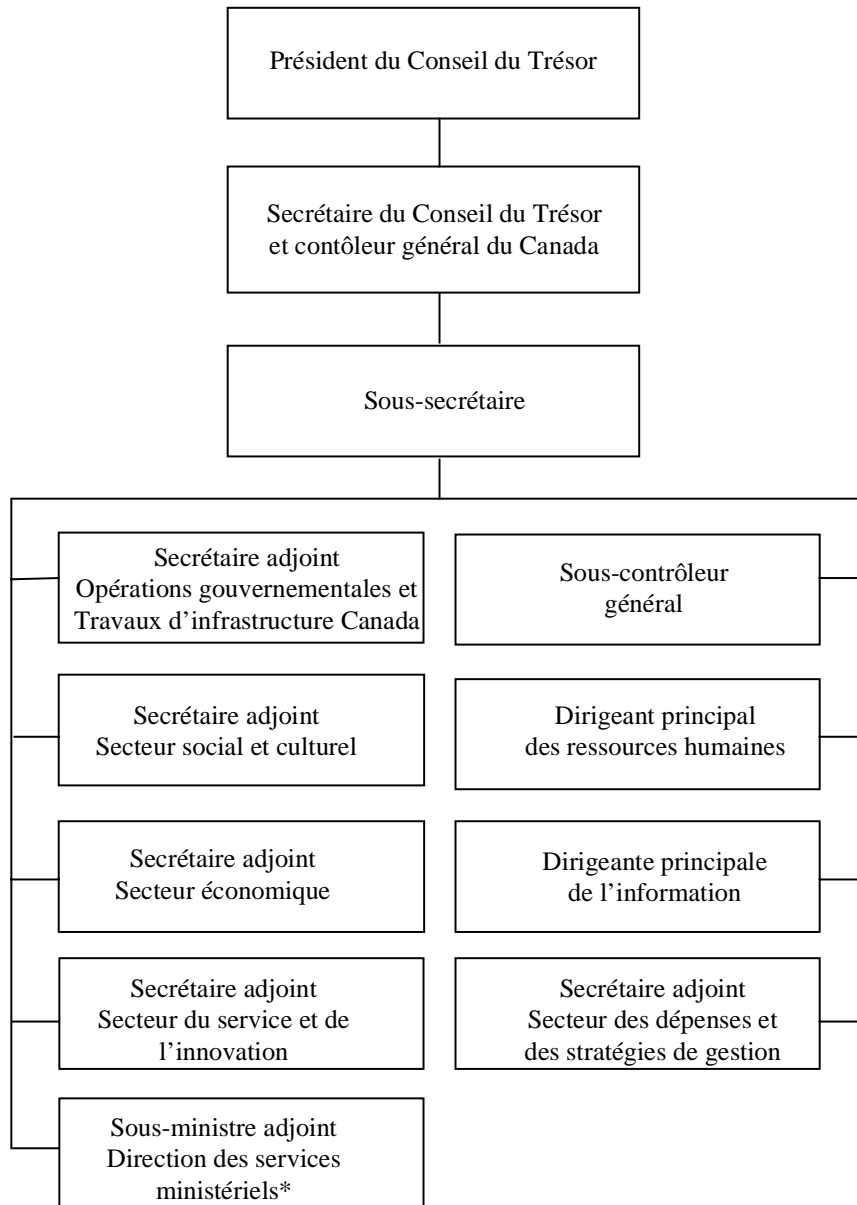 Président du Conseil du Trésor
Secrétaire du Conseil du Trésor
et contôleur général du Canada
Sous-secrétaire
Secrétaire adjoint
Opérations gouvernementales et
Travaux d’infrastructure Canada
Sous-contrôleur
général
Secrétaire adjoint
Secteur social et culturel
Dirigeant principal
des ressources humaines
Secrétaire adjoint
Secteur économique
Dirigeante principale
de l’information
Secrétaire adjoint
Secteur du service et de
l’innovation
Secrétaire adjoint
Secteur des dépenses et
des stratégies de gestion
Sous-ministre adjoint
Direction des services
ministériels*